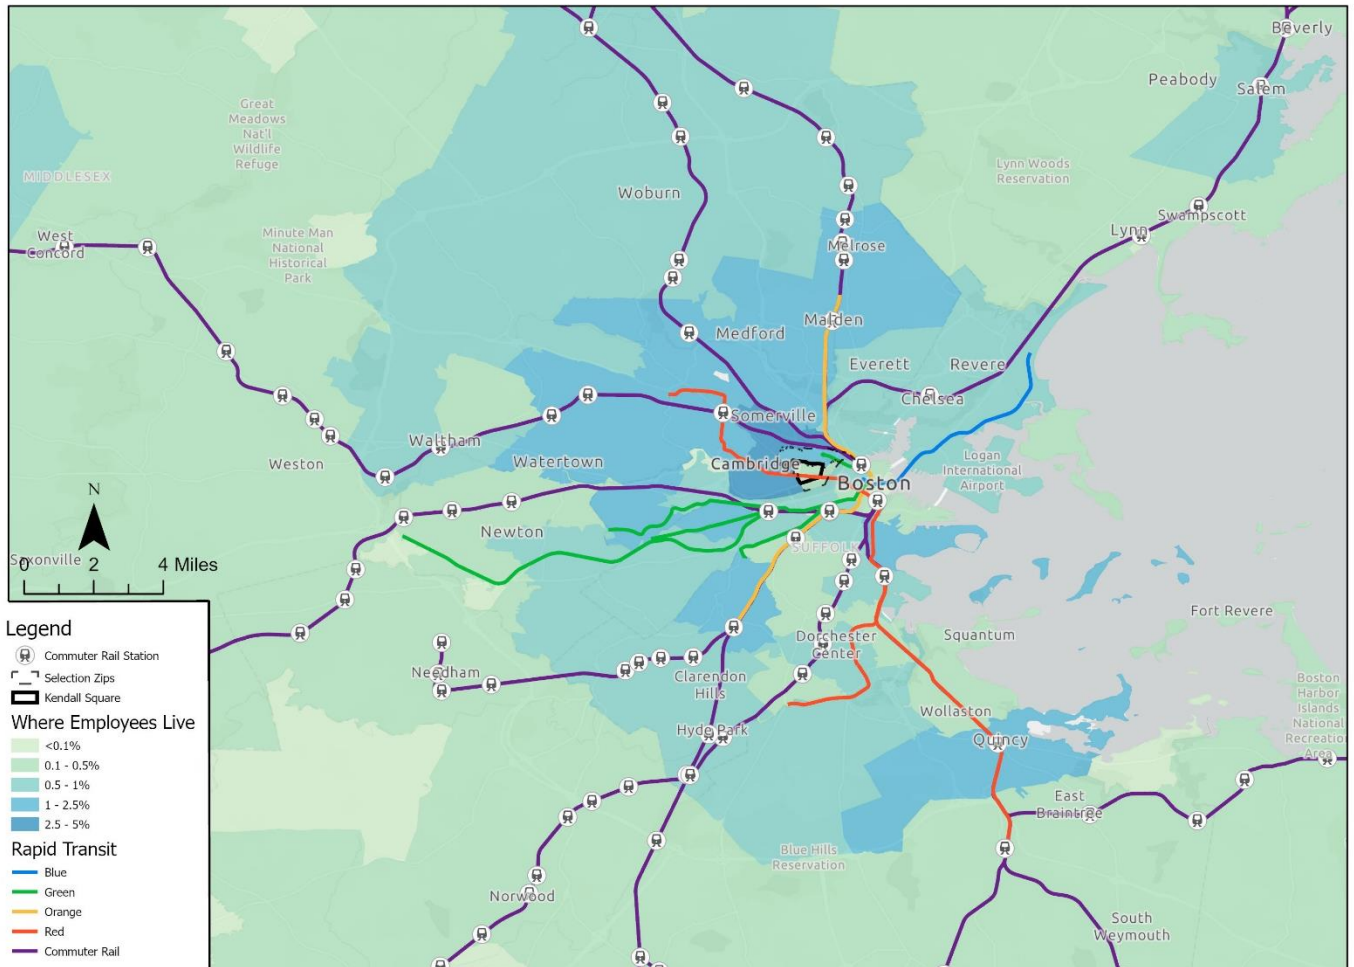 Beverly
Peabody
Salem
Great
Meadows
Nat'l
Wildlife
Refuge
MIDDLESEX
Lynn Woods
Reservation
Woburn
Swampscott
Lynn
West
Concord
Minute Man
National
Historical
Park
Melrose
Medford
Malden
Everett
Revere
Chelsea
Somerville
Waltham
Weston
Watertown
Cambridge
Boston
Logan
International
Airport
N
Newton
SUFFOLK
Saxonville
0 2 4 Miles
Fort Revere
Squantum
Dorchester
Center
Needham
Clarendon
Hills
Boston
Harbor
Islands
National
Recreation
Area
Wollaston
Hyde Park
Quincy
East
Braintree
Blue Hills
Reservation
Norwood
South
Weymouth
Legend
Commuter Rail Station
Selection Zips
Kendall Square
Where Employees Live
<0.1%
0.1 - 0.5%
0.5 - 1%
1 - 2.5%
2.5 - 5%
Rapid Transit
Blue
Green
Orange
Red
Commuter Rail